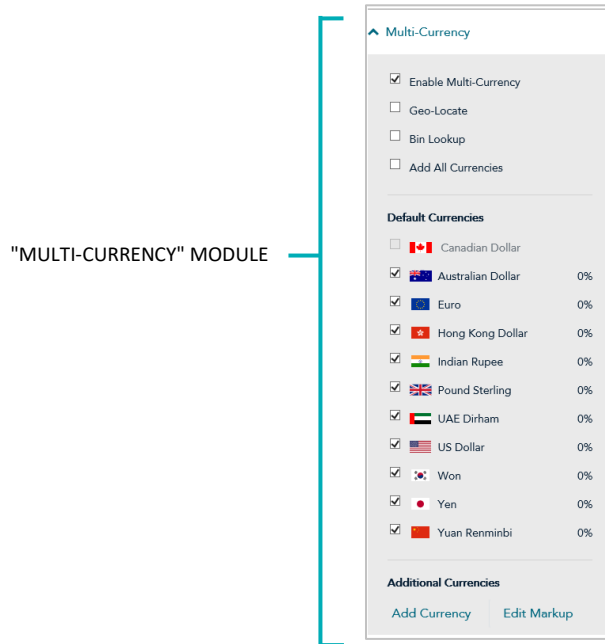 Multi-Currency
Enable Multi-Currency
Geo-Locate
Bin Lookup
Add All Currencies
Default Currencies
Canadian Dollar
"MULTI-CURRENCY" MODULE
Australian Dollar 0%
Euro 0%
Hong Kong Dollar 0%
Indian Rupee 0%
Pound Sterling 0%
UAE Dirham 0%
US Dollar 0%
Won 0%
Yen 0%
Yuan Renminbi 0%
Additional Currencies
Add Currency Edit Markup